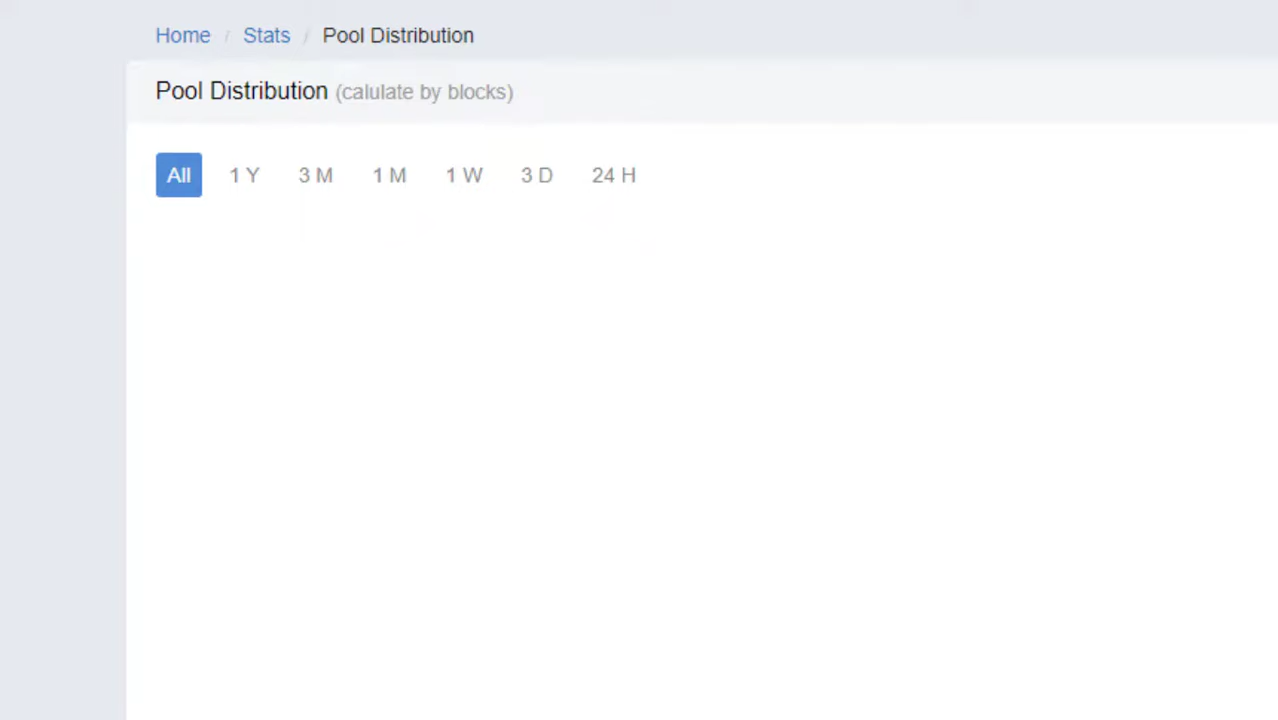 Home / Stats / Pool Distribution
Pool Distribution (calulate by blocks)
All 1 Y 3 M 1 M 1 W 3 D 24 H